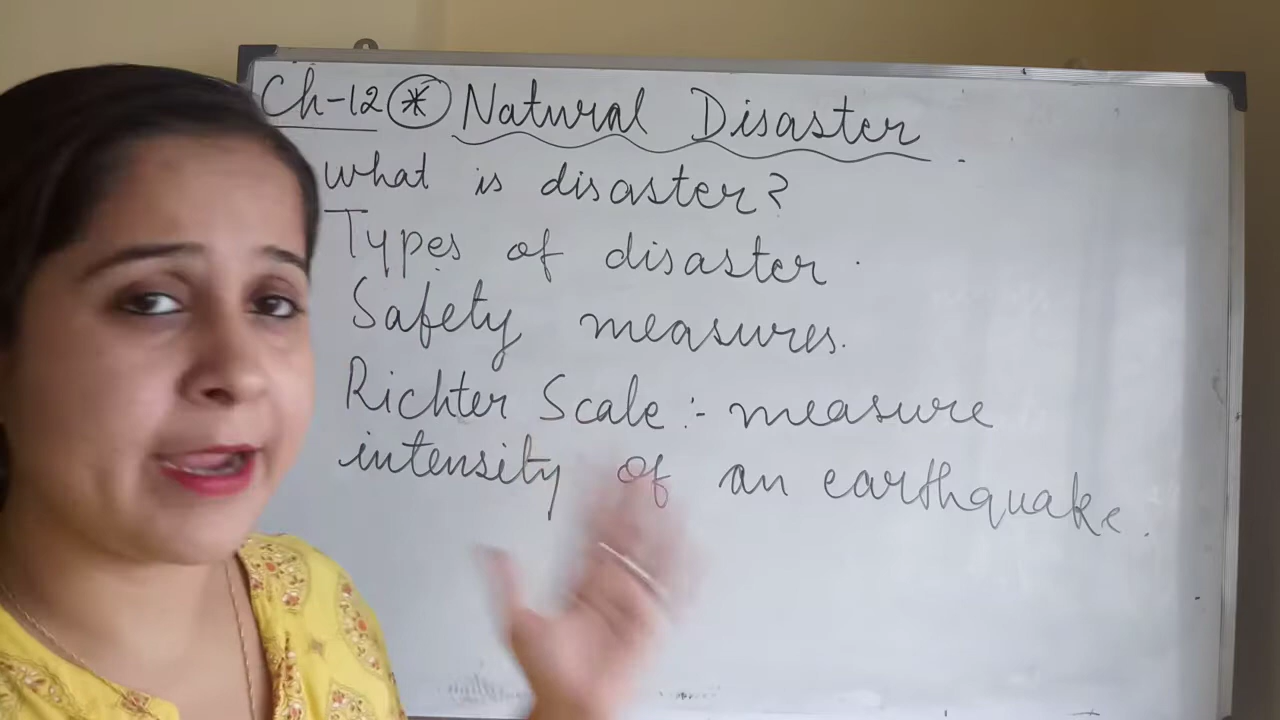 Ch-12 * Natural Disaster.
What is disaster?
Types of disaster.
Safety measures.
Richter Scale :- measure
intensity of an earthquake.